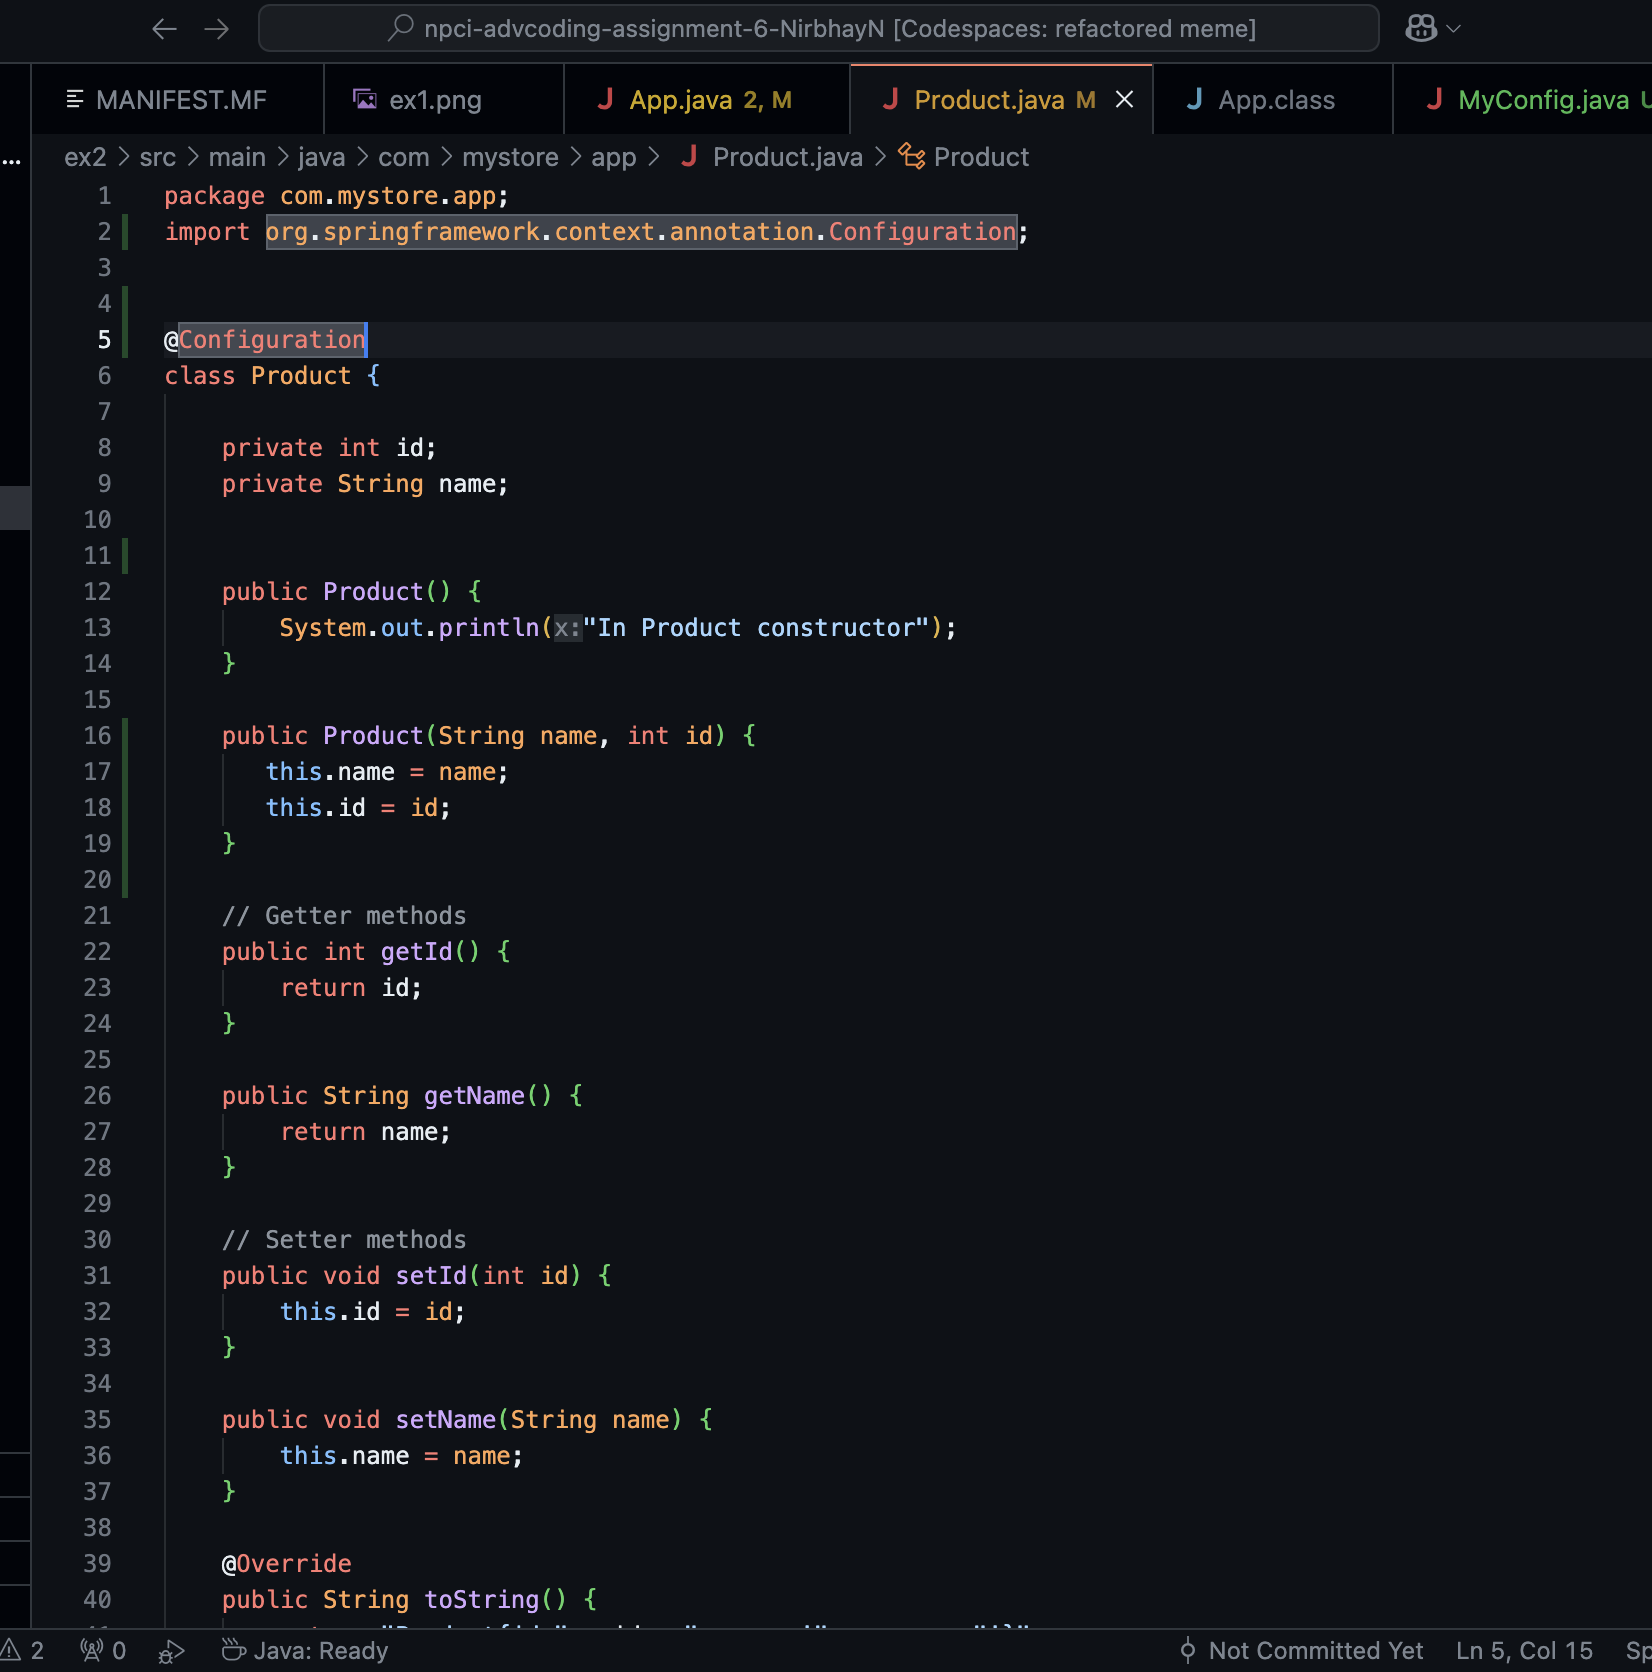 npci-advcoding-assignment-6-NirbhayN [Codespaces: refactored meme]
MANIFEST.MF ex1.png App.java 2, M Product.java M App.class MyConfig.java U
ex2 > src > main > java > com > mystore > app > Product.java > Product
1 package com.mystore.app;
2 import org.springframework.context.annotation.Configuration;
3
4
5 @Configuration
6 class Product {
7
8 private int id;
9 private String name;
10
11
12 public Product() {
13 System.out.println(x:"In Product constructor");
14 }
15
16 public Product(String name, int id) {
17 this.name = name;
18 this.id = id;
19 }
20
21 // Getter methods
22 public int getId() {
23 return id;
24 }
25
26 public String getName() {
27 return name;
28 }
29
30 // Setter methods
31 public void setId(int id) {
32 this.id = id;
33 }
34
35 public void setName(String name) {
36 this.name = name;
37 }
38
39 @Override
40 public String toString() {
2 0 Java: Ready Not Committed Yet Ln 5, Col 15 Sp